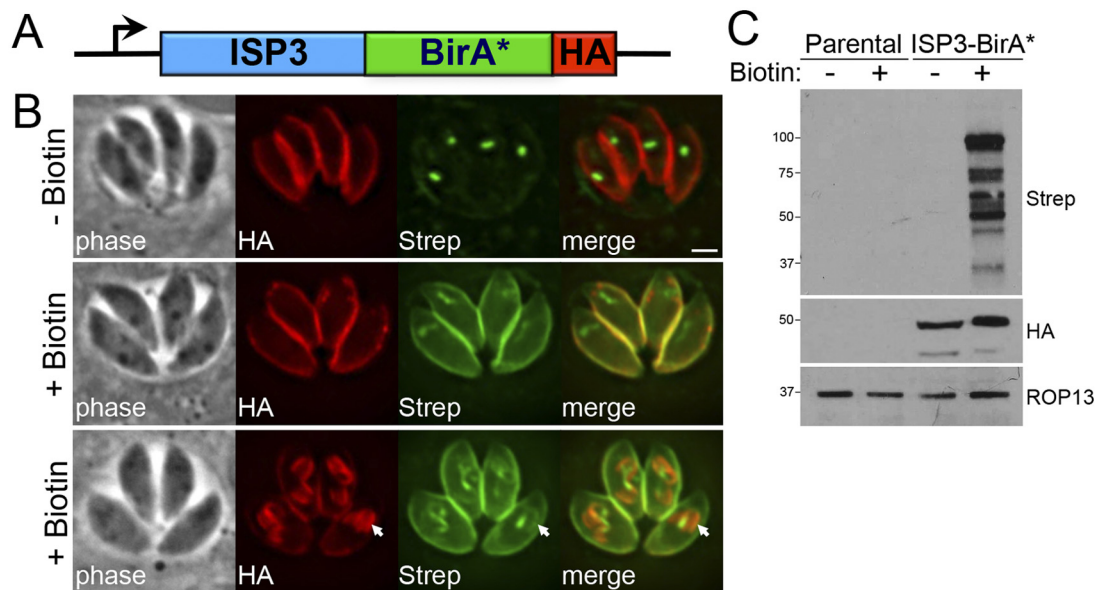 A
ISP3 BirA* HA
B
- Biotin
phase HA Strep merge
+ Biotin
phase HA Strep merge
+ Biotin
phase HA Strep merge
C
Parental ISP3-BirA*
Biotin: - + - +
100
75
50
37
Strep
50
HA
37
ROP13